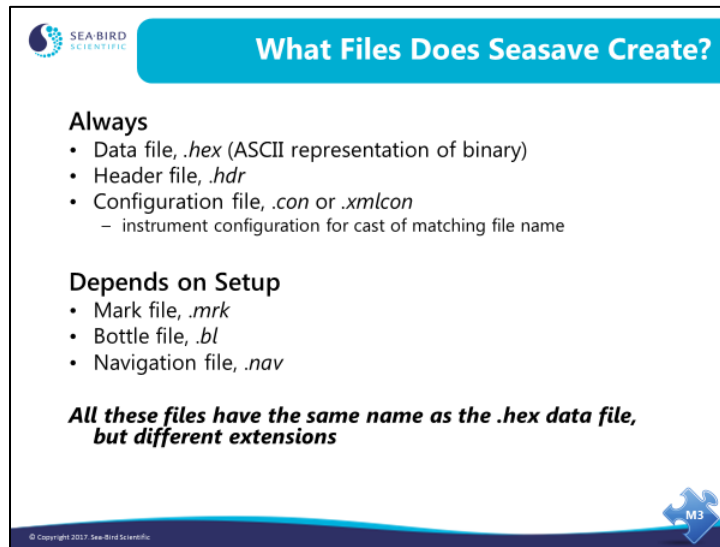 SEA·BIRD
SCIENTIFIC
What Files Does Seasave Create?
Always
• Data file, .hex (ASCII representation of binary)
• Header file, .hdr
• Configuration file, .con or .xmlcon
– instrument configuration for cast of matching file name
Depends on Setup
• Mark file, .mrk
• Bottle file, .bl
• Navigation file, .nav
All these files have the same name as the .hex data file,
but different extensions
M3
© Copyright 2017. Sea-Bird Scientific